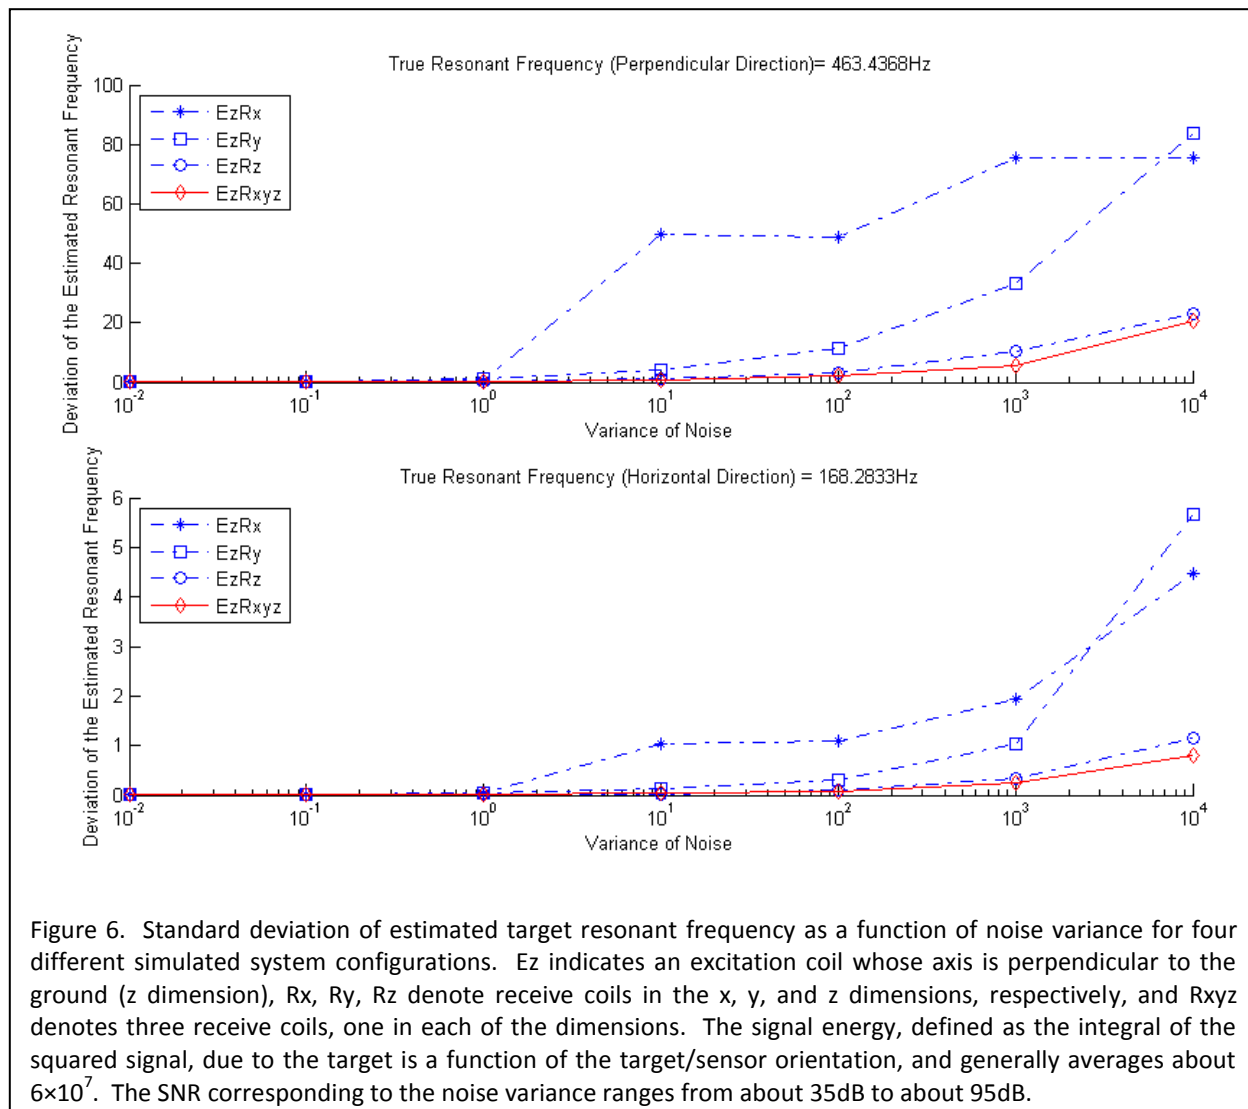 True Resonant Frequency (Perpendicular Direction)= 463.4368Hz
Deviation of the Estimated Resonant Frequency
100
80
60
40
20
0
EzRx
EzRy
EzRz
EzRxyz
10^-2 10^-1 10^0 10^1 10^2 10^3 10^4
Variance of Noise
True Resonant Frequency (Horizontal Direction) = 168.2833Hz
Deviation of the Estimated Resonant Frequency
6
5
4
3
2
1
0
EzRx
EzRy
EzRz
EzRxyz
10^-2 10^-1 10^0 10^1 10^2 10^3 10^4
Variance of Noise
Figure 6. Standard deviation of estimated target resonant frequency as a function of noise variance for four
different simulated system configurations. Ez indicates an excitation coil whose axis is perpendicular to the
ground (z dimension), Rx, Ry, Rz denote receive coils in the x, y, and z dimensions, respectively, and Rxyz
denotes three receive coils, one in each of the dimensions. The signal energy, defined as the integral of the
squared signal, due to the target is a function of the target/sensor orientation, and generally averages about
6×10^7. The SNR corresponding to the noise variance ranges from about 35dB to about 95dB.